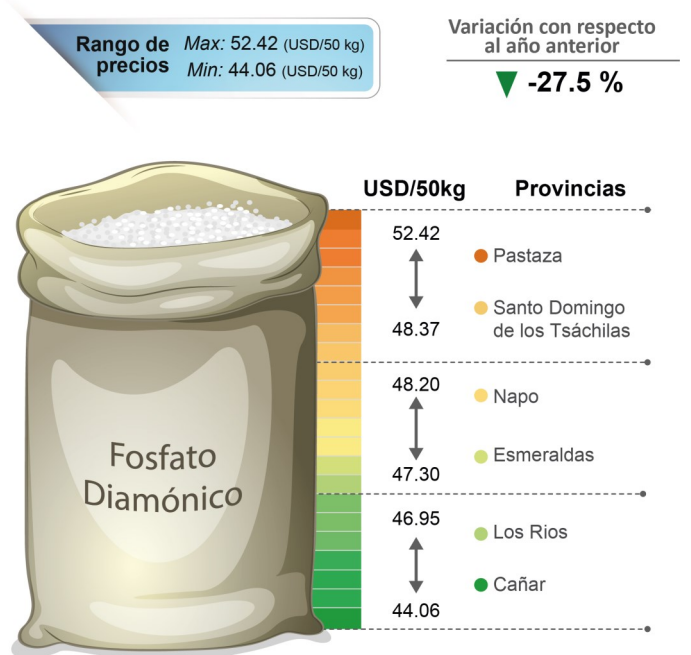 Rango de precios
Max: 52.42 (USD/50 kg)
Min: 44.06 (USD/50 kg)
Variación con respecto
al año anterior
-27.5 %
USD/50kg
Provincias
52.42
Pastaza
Santo Domingo
de los Tsáchilas
48.37
48.20
Napo
Esmeraldas
47.30
46.95
Los Rios
Cañar
44.06
Fosfato
Diamónico